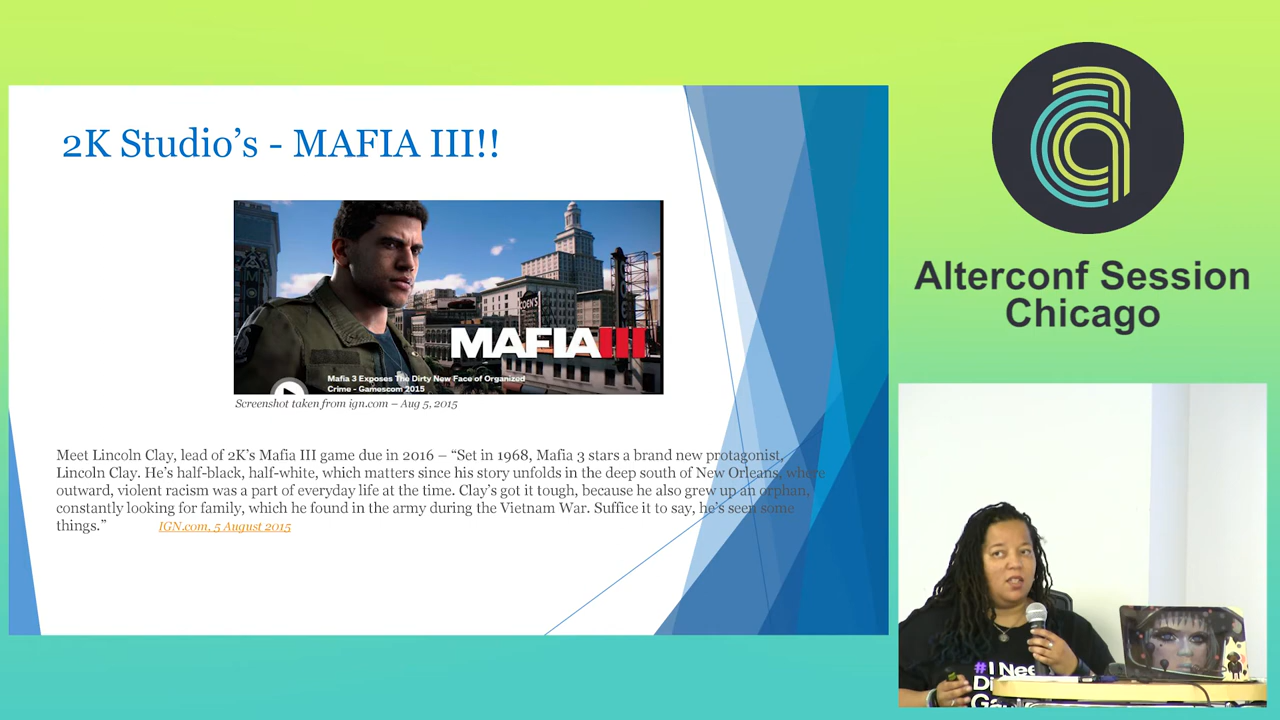 2K Studio's - MAFIA III!!
MAFIA III
Mafia 3 Exposes The Dirty New Face of Organized
Crime - Gamescom 2015
Screenshot taken from ign.com – Aug 5, 2015
Meet Lincoln Clay, lead of 2K's Mafia III game due in 2016 – “Set in 1968, Mafia 3 stars a brand new protagonist,
Lincoln Clay. He's half-black, half-white, which matters since his story unfolds in the deep south of New Orleans, where
outward, violent racism was a part of everyday life at the time. Clay's got it tough, because he also grew up an orphan,
constantly looking for family, which he found in the army during the Vietnam War. Suffice it to say, he's seen some
things.” IGN.com, 5 August 2015
Alterconf Session
Chicago
#I Nee
Di